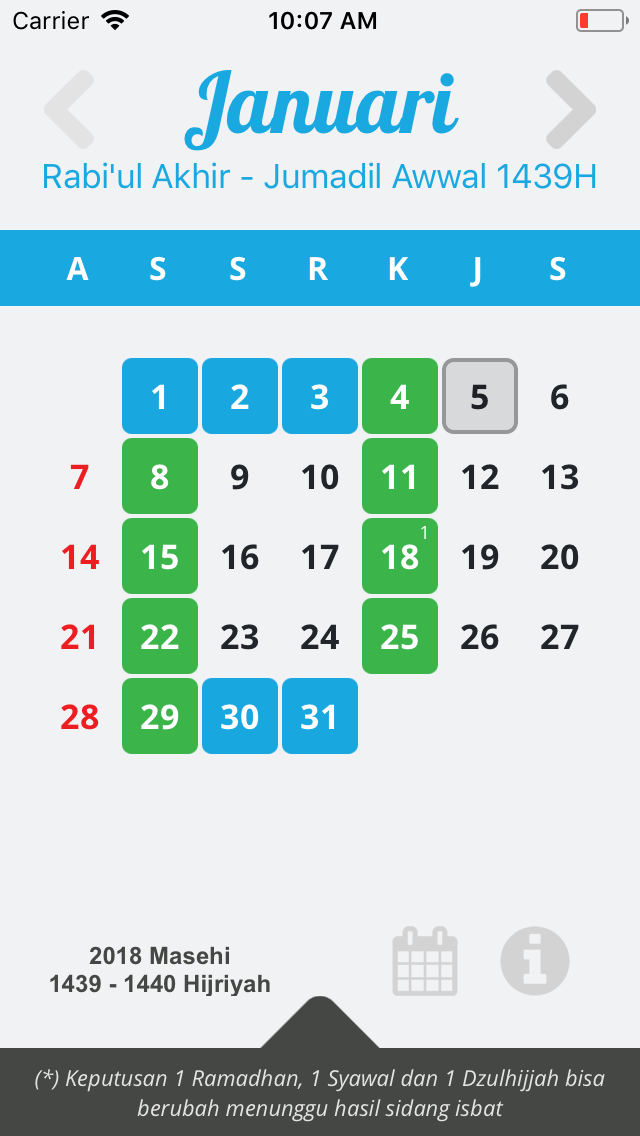 Carrier 10:07 AM
Januari
Rabi'ul Akhir - Jumadil Awwal 1439H
A S S R K J S
1 2 3 4 5 6
7 8 9 10 11 12 13
14 15 16 17 18 1 19 20
21 22 23 24 25 26 27
28 29 30 31
2018 Masehi
1439 - 1440 Hijriyah
(*) Keputusan 1 Ramadhan, 1 Syawal dan 1 Dzulhijjah bisa
berubah menunggu hasil sidang isbat